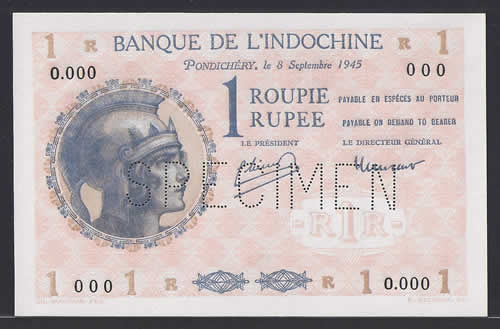 1 R BANQUE DE L'INDOCHINE R 1
PONDICHÉRY, le 8 Septembre 1945
0.000 000
1 ROUPIE
RUPEE
PAYABLE EN ESPÈCES AU PORTEUR
PAYABLE ON DEMAND TO BEARER
LE PRÉSIDENT LE DIRECTEUR GÉNÉRAL
SPECIMEN
R1R
1 000 1 R R 1 0.000 1